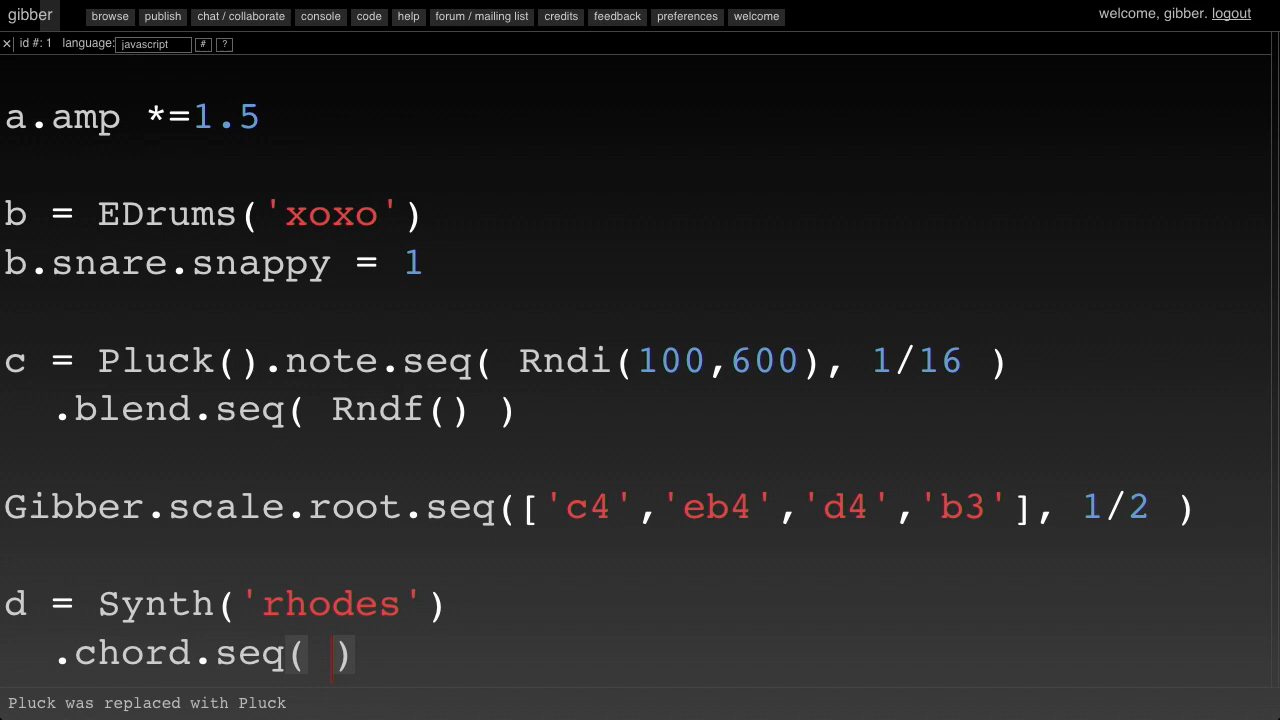 gibber browse publish chat / collaborate console code help forum / mailing list credits feedback preferences welcome welcome, gibber. logout
× id #: 1 language: javascript # ?
a.amp *=1.5
b = EDrums('xoxo')
b.snare.snappy = 1
c = Pluck().note.seq( Rndi(100,600), 1/16 )
.blend.seq( Rndf() )
Gibber.scale.root.seq(['c4','eb4','d4','b3'], 1/2 )
d = Synth('rhodes')
.chord.seq( )
Pluck was replaced with Pluck